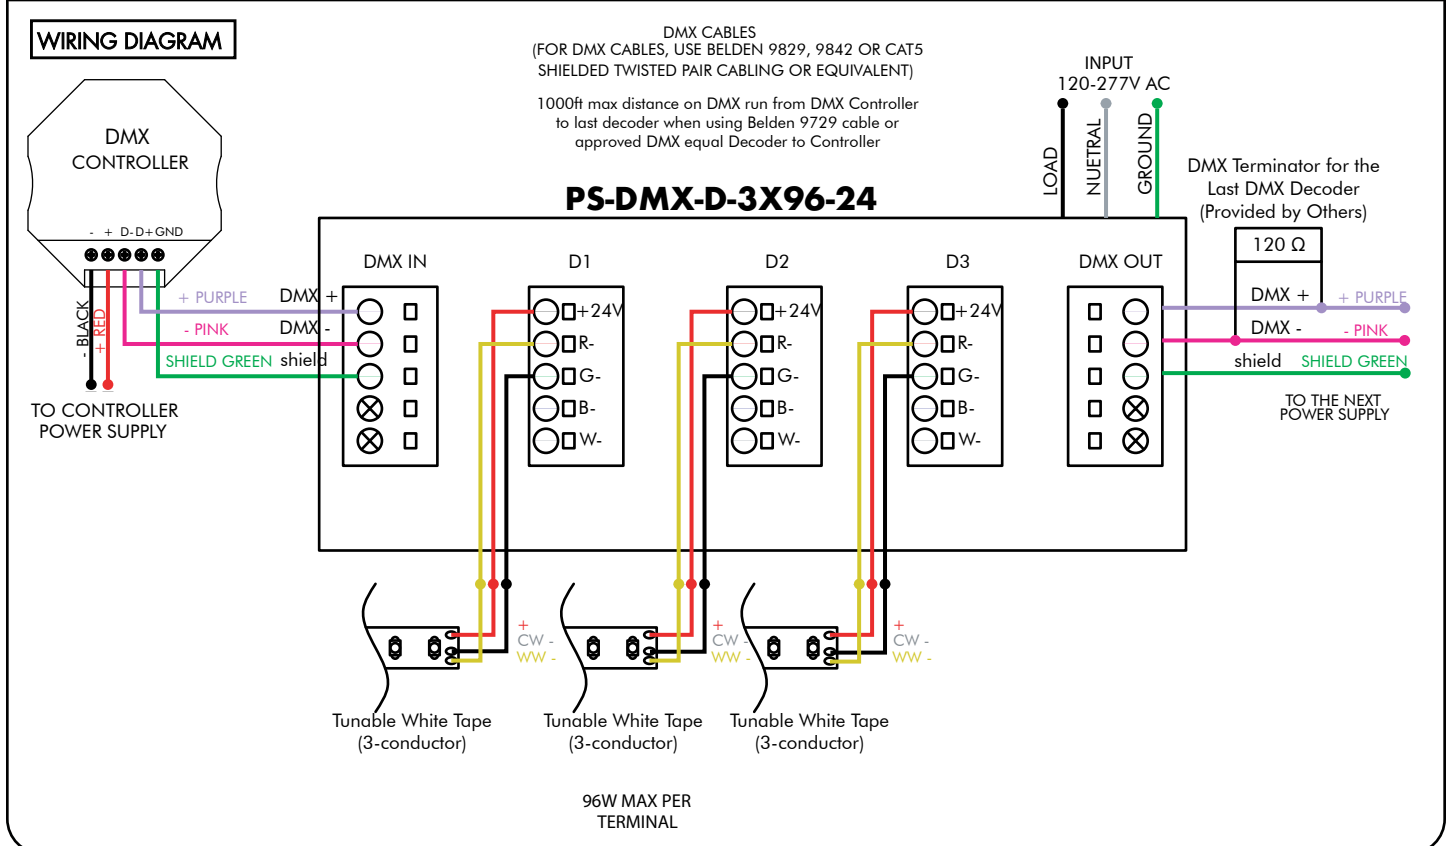 WIRING DIAGRAM
DMX CABLES
(FOR DMX CABLES, USE BELDEN 9829, 9842 OR CAT5
SHIELDED TWISTED PAIR CABLING OR EQUIVALENT)
1000ft max distance on DMX run from DMX Controller
to last decoder when using Belden 9729 cable or
approved DMX equal Decoder to Controller
INPUT
120-277V AC
LOAD
NUETRAL
GROUND
DMX
CONTROLLER
- + D- D+ GND
- BLACK
+ RED
TO CONTROLLER
POWER SUPPLY
+ PURPLE
- PINK
SHIELD GREEN
DMX +
DMX -
shield
PS-DMX-D-3X96-24
DMX IN
D1
+24V
R-
G-
B-
W-
D2
+24V
R-
G-
B-
W-
D3
+24V
R-
G-
B-
W-
DMX OUT
DMX Terminator for the
Last DMX Decoder
(Provided by Others)
120 Ω
DMX +
+ PURPLE
DMX -
- PINK
shield
SHIELD GREEN
TO THE NEXT
POWER SUPPLY
+
CW -
WW -
+
CW -
WW -
+
CW -
WW -
Tunable White Tape
(3-conductor)
Tunable White Tape
(3-conductor)
Tunable White Tape
(3-conductor)
96W MAX PER
TERMINAL